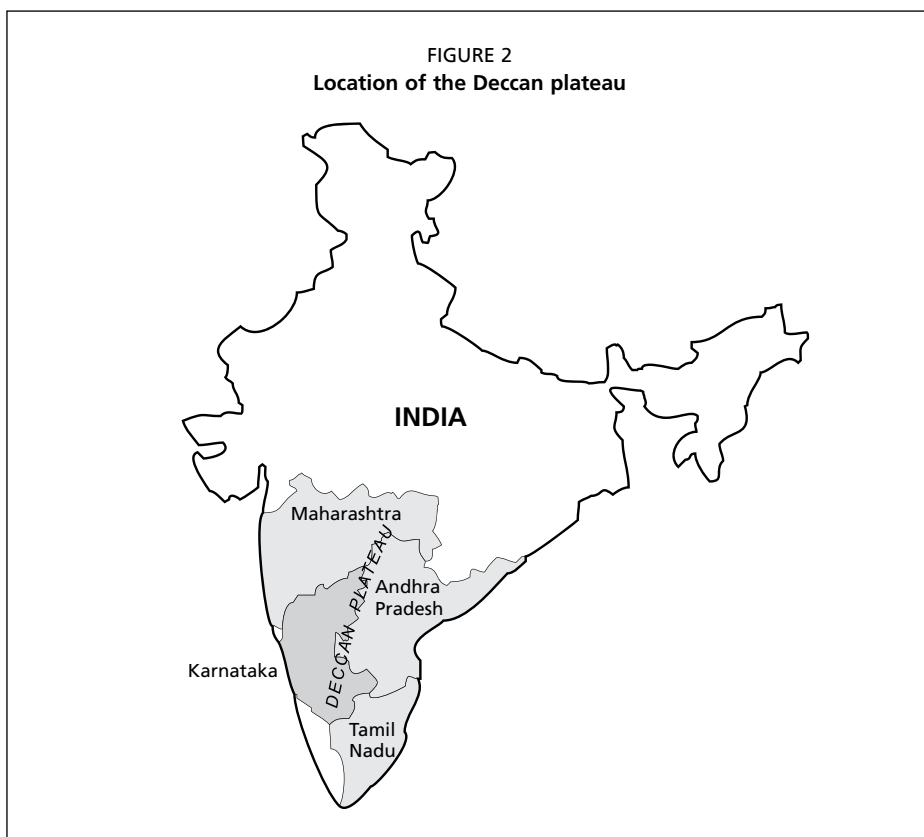 FIGURE 2
Location of the Deccan plateau
INDIA
Maharashtra
DECCAN PLATEAU
Andhra
Pradesh
Karnataka
Tamil
Nadu